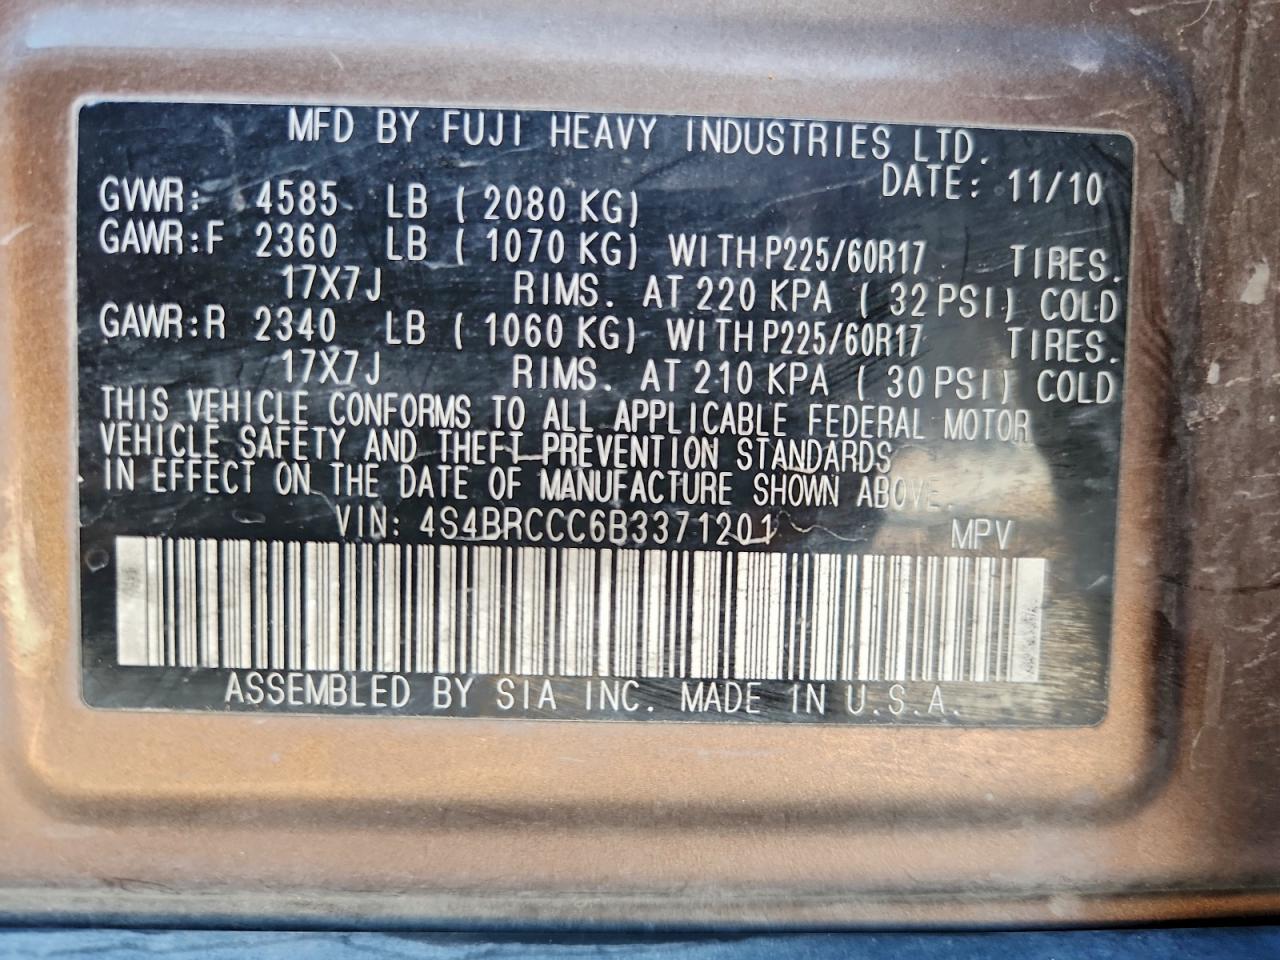 MFD BY FUJI HEAVY INDUSTRIES LTD.
DATE: 11/10
GVWR: 4585 LB ( 2080 KG)
GAWR:F 2360 LB ( 1070 KG) WITH P225/60R17 TIRES.
17X7J RIMS. AT 220 KPA ( 32 PSI) COLD
GAWR:R 2340 LB ( 1060 KG) WITH P225/60R17 TIRES.
17X7J RIMS. AT 210 KPA ( 30 PSI) COLD
THIS VEHICLE CONFORMS TO ALL APPLICABLE FEDERAL MOTOR
VEHICLE SAFETY AND THEFT PREVENTION STANDARDS
IN EFFECT ON THE DATE OF MANUFACTURE SHOWN ABOVE.
VIN: 4S4BRCCC6B3371201 MPV
ASSEMBLED BY SIA INC. MADE IN U.S.A.